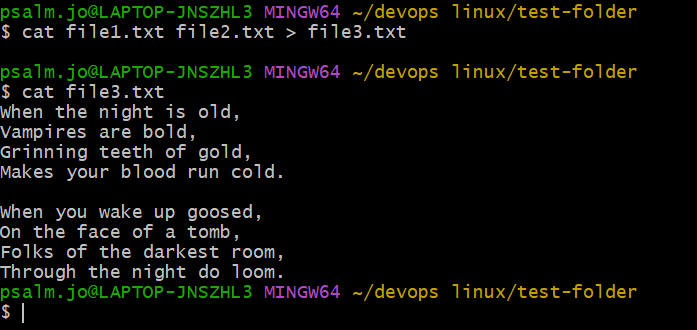 psalm.jo@LAPTOP-JNSZHL3 MINGW64 ~/devops linux/test-folder
$ cat file1.txt file2.txt > file3.txt

psalm.jo@LAPTOP-JNSZHL3 MINGW64 ~/devops linux/test-folder
$ cat file3.txt
When the night is old,
Vampires are bold,
Grinning teeth of gold,
Makes your blood run cold.

When you wake up goosed,
On the face of a tomb,
Folks of the darkest room,
Through the night do loom.
psalm.jo@LAPTOP-JNSZHL3 MINGW64 ~/devops linux/test-folder
$